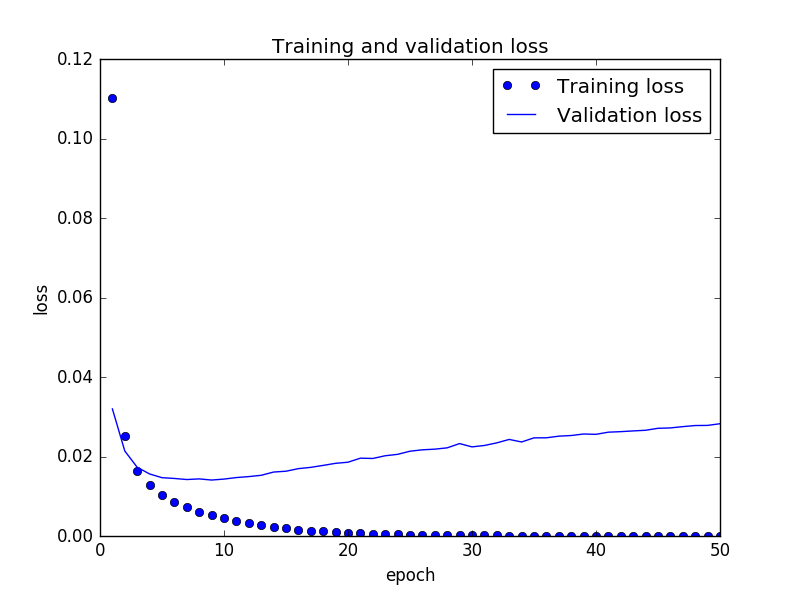 Training and validation loss
0.12
Training loss
Validation loss
0.10
0.08
0.06
loss
0.04
0.02
0.00
0 10 20 30 40 50
epoch